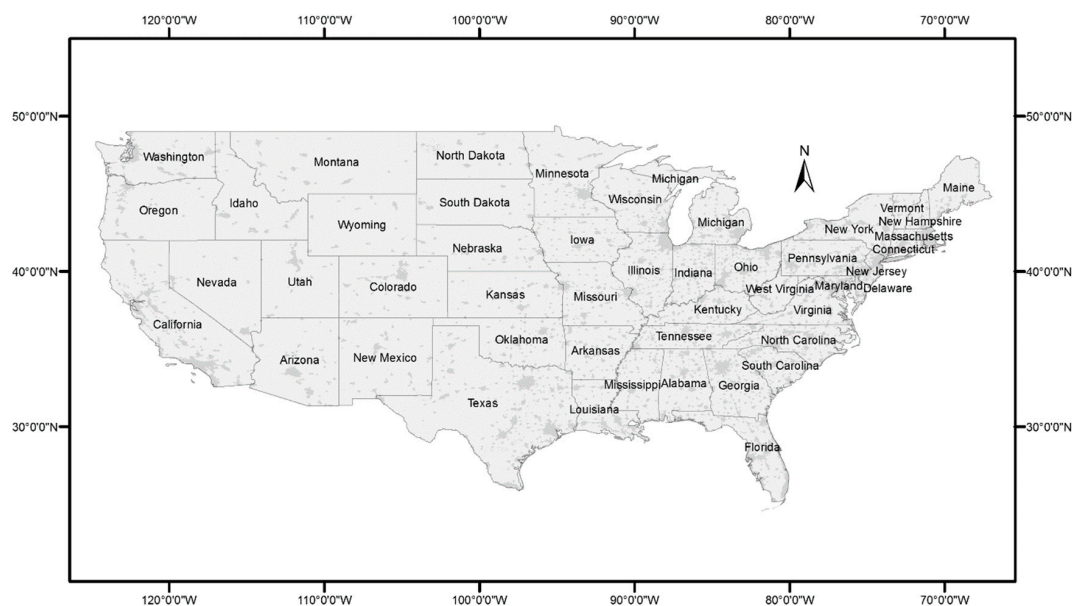 120°0'0"W 110°0'0"W 100°0'0"W 90°0'0"W 80°0'0"W 70°0'0"W
50°0'0"N 50°0'0"N
N
Washington
Montana
North Dakota
Minnesota
Michigan
Maine
Oregon
Idaho
Wyoming
South Dakota
Wisconsin
Michigan
Vermont
New Hampshire
New York
Massachusetts
Connecticut
Nebraska
Iowa
Pennsylvania
40°0'0"N 40°0'0"N
Nevada
Utah
Colorado
Kansas
Missouri
Illinois
Indiana
Ohio
New Jersey
West Virginia
Maryland
Delaware
California
Kentucky
Virginia
Arizona
New Mexico
Oklahoma
Arkansas
Tennessee
North Carolina
South Carolina
Texas
Mississippi
Alabama
Georgia
Louisiana
30°0'0"N 30°0'0"N
Florida
120°0'0"W 110°0'0"W 100°0'0"W 90°0'0"W 80°0'0"W 70°0'0"W